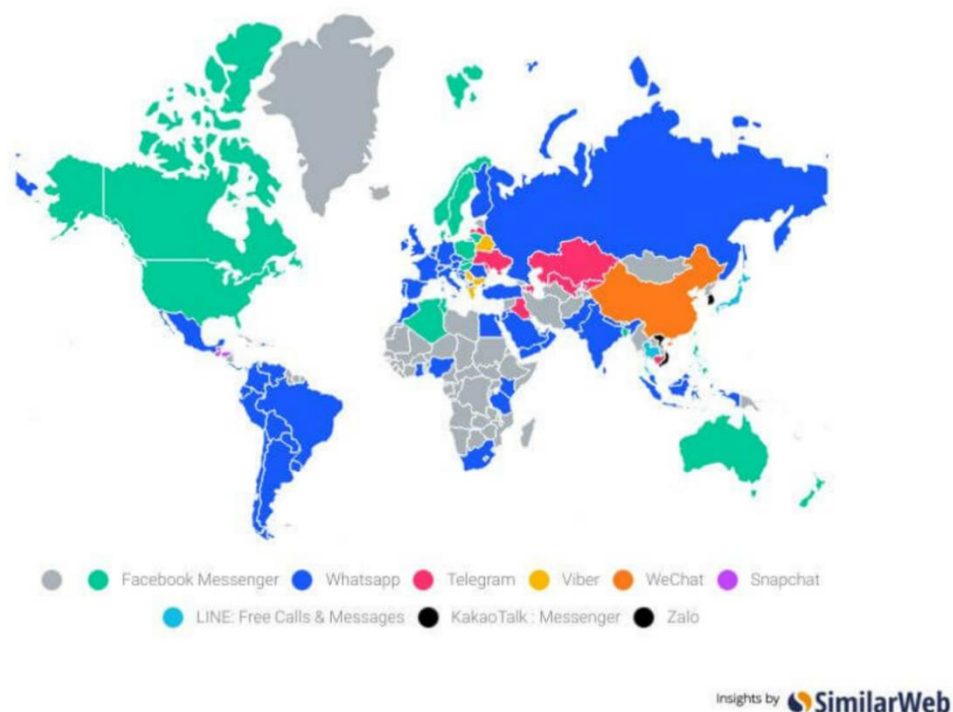 Facebook Messenger Whatsapp Telegram Viber WeChat Snapchat
LINE: Free Calls & Messages KakaoTalk : Messenger Zalo
Insights by SimilarWeb